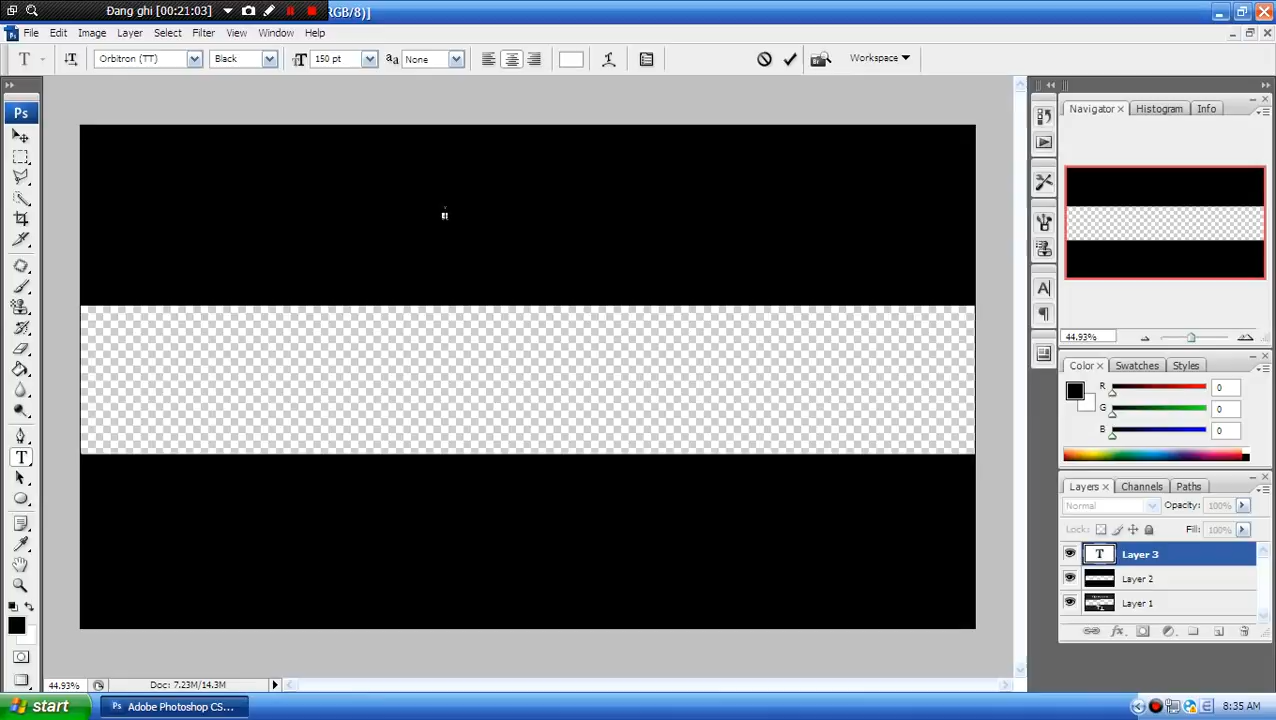 Đang ghi [00:21:03]
RGB/8)]
File Edit Image Layer Select Filter View Window Help
T Orbitron (TT) Black 150 pt aa None Workspace
Ps
Navigator Histogram Info
44.93%
Color Swatches Styles
R 0
G 0
B 0
Layers Channels Paths
Normal Opacity: 100%
Lock: Fill: 100%
T Layer 3
Layer 2
Layer 1
44.93% Doc: 7.23M/14.3M
start Ps Adobe Photoshop CS... 8:35 AM